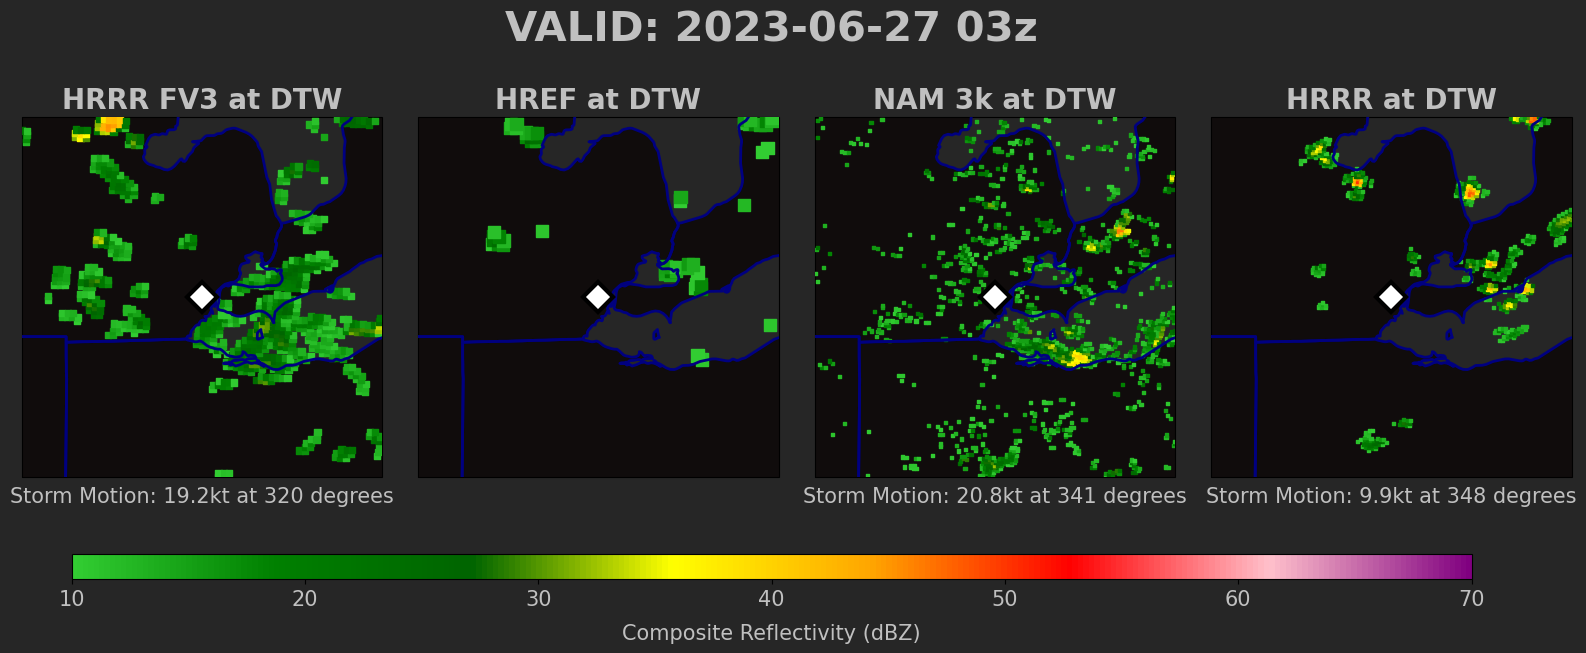 VALID: 2023-06-27 03z
HRRR FV3 at DTW
HREF at DTW
NAM 3k at DTW
HRRR at DTW
Storm Motion: 19.2kt at 320 degrees
Storm Motion: 20.8kt at 341 degrees
Storm Motion: 9.9kt at 348 degrees
10 20 30 40 50 60 70
Composite Reflectivity (dBZ)